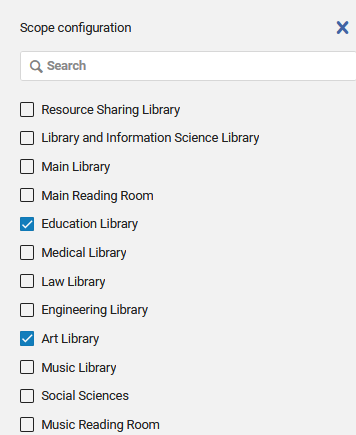 Scope configuration
Search
Resource Sharing Library
Library and Information Science Library
Main Library
Main Reading Room
Education Library
Medical Library
Law Library
Engineering Library
Art Library
Music Library
Social Sciences
Music Reading Room